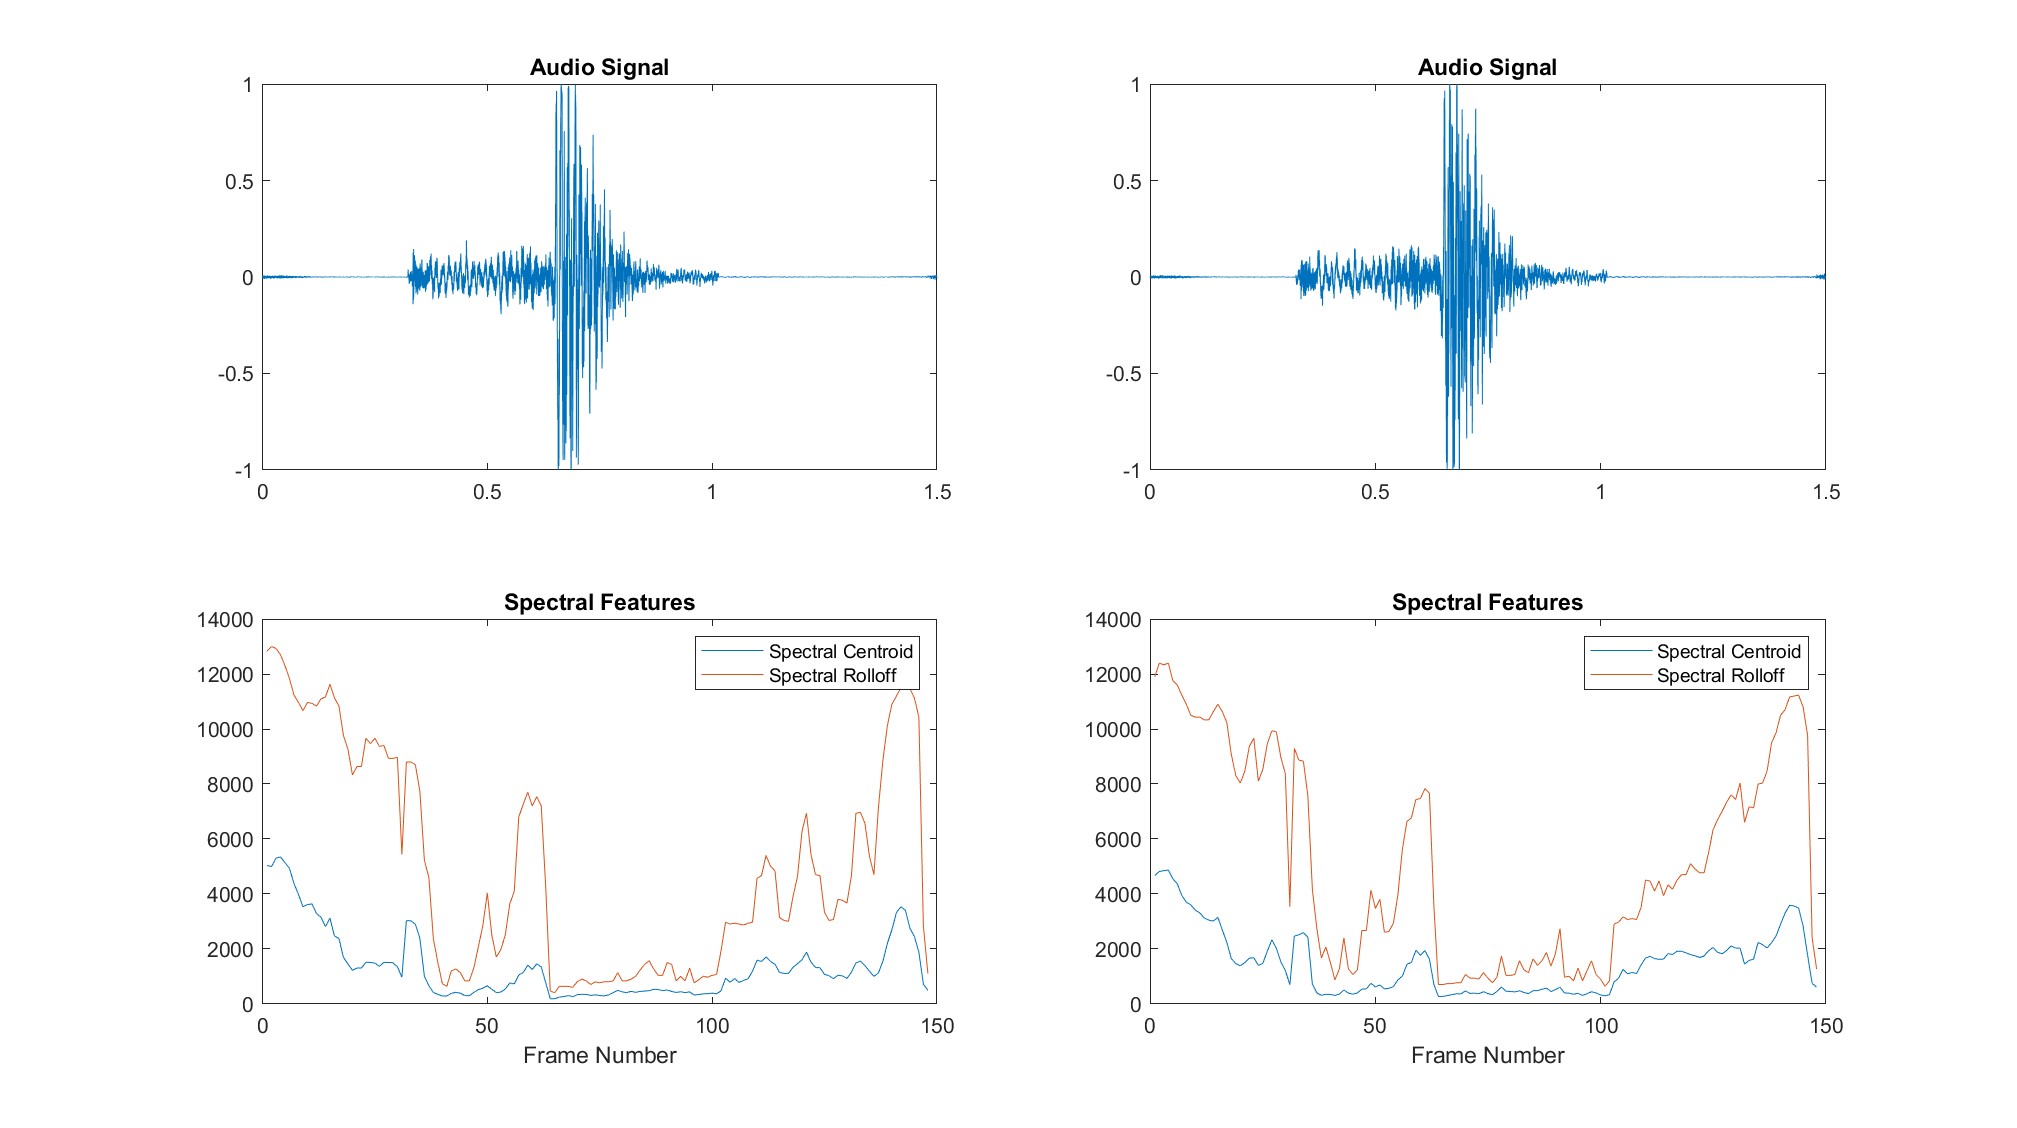 Audio Signal
1
0.5
0
-0.5
-1
0 0.5 1 1.5
Audio Signal
1
0.5
0
-0.5
-1
0 0.5 1 1.5
Spectral Features
14000
12000
10000
8000
6000
4000
2000
0
Spectral Centroid
Spectral Rolloff
0 50 100 150
Frame Number
Spectral Features
14000
12000
10000
8000
6000
4000
2000
0
Spectral Centroid
Spectral Rolloff
0 50 100 150
Frame Number